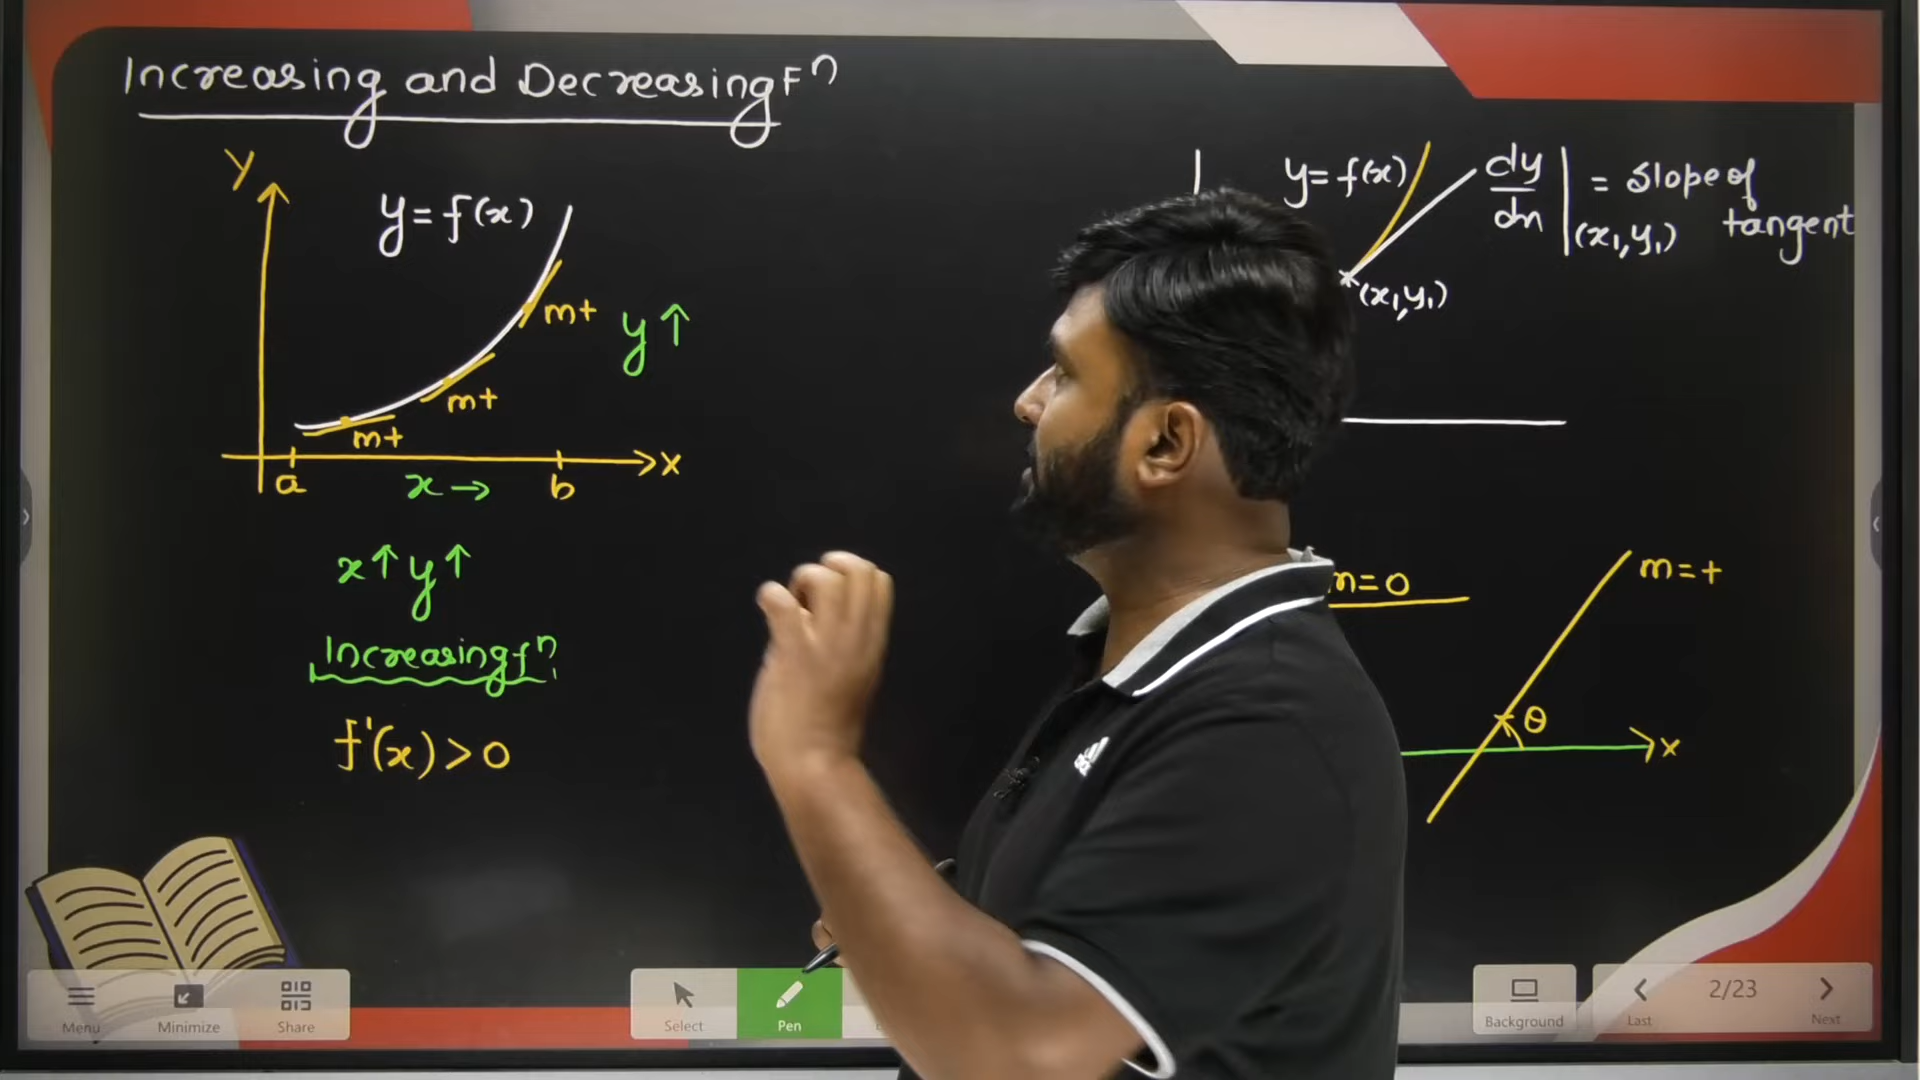 Increasing and Decreasing Fⁿ
Y
y = f(x)
m+
y↑
m+
m+
a
x →
b
x
x↑ y↑
Increasing fⁿ
f'(x) > 0
y = f(x)
dy/dn |(x₁,y₁) = Slope of
tangent
(x₁,y₁)
m=0
m=+
θ
x
Menu
Minimize
Share
Select
Pen
Background
Last
2/23
Next